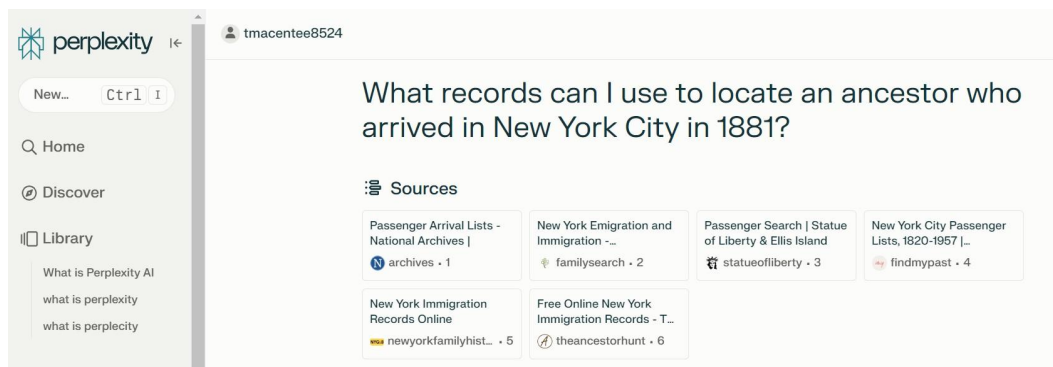 perplexity
New... Ctrl I
Home
Discover
Library
What is Perplexity AI
what is perplexity
what is perplecity
tmacentee8524
What records can I use to locate an ancestor who
arrived in New York City in 1881?
Sources
Passenger Arrival Lists -
National Archives |
archives • 1
New York Emigration and
Immigration -...
familysearch • 2
Passenger Search | Statue
of Liberty & Ellis Island
statueofliberty • 3
New York City Passenger
Lists, 1820-1957 |...
findmypast • 4
New York Immigration
Records Online
newyorkfamilyhist... • 5
Free Online New York
Immigration Records - T...
theancestorhunt • 6